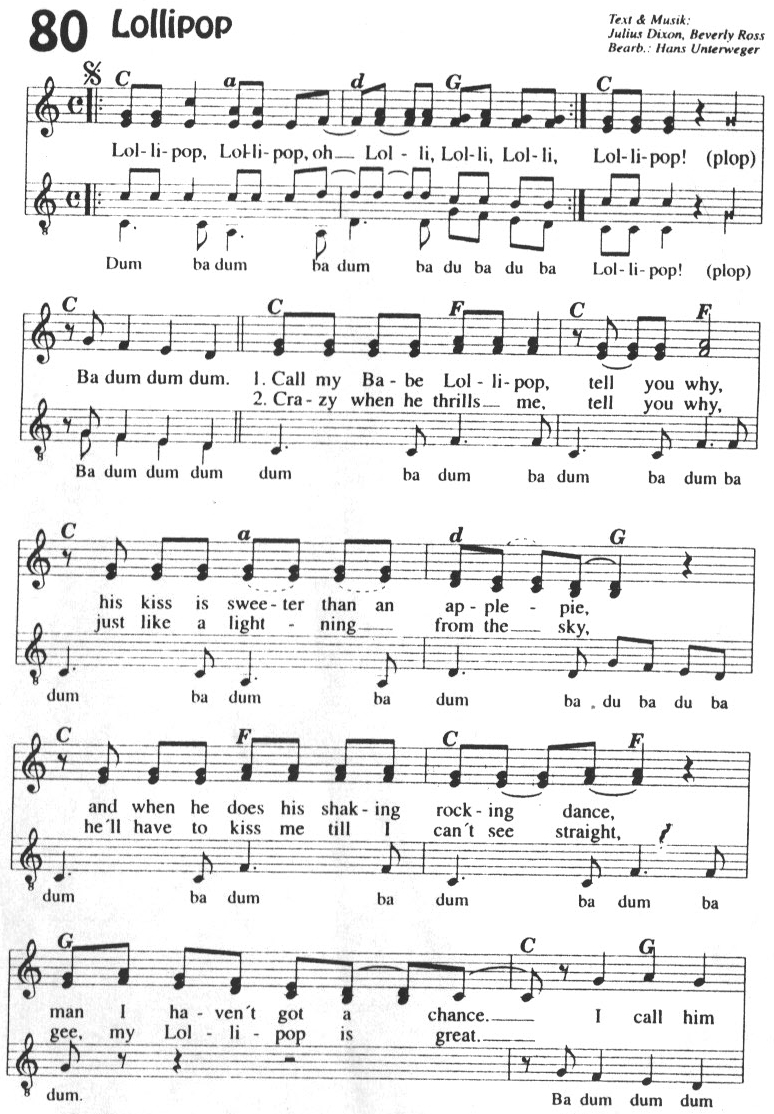 80 Lollipop
Text & Musik:
Julius Dixon, Beverly Ross
Bearb.: Hans Unterweger
C a d G C
Lol-li-pop, Lol-li-pop, oh Lol - li, Lol-li, Lol-li, Lol-li-pop! (plop)
Dum ba dum ba dum ba du ba du ba Lol-li-pop! (plop)
C C F C F
Ba dum dum dum. 1. Call my Ba - be Lol - li - pop, tell you why,
2. Cra - zy when he thrills me, tell you why,
Ba dum dum dum dum ba dum ba dum ba dum ba
C a d G
his kiss is swee - ter than an ap - ple - pie,
just like a light - ning from the sky,
dum ba dum ba dum ba du ba du ba
C F C F
and when he does his shak - ing rock - ing dance,
he´ll have to kiss me till I can´t see straight,
dum ba dum ba dum ba dum ba
G C G
man I ha - ven´t got a chance. I call him
gee, my Lol - li - pop is great.
dum. Ba dum dum dum